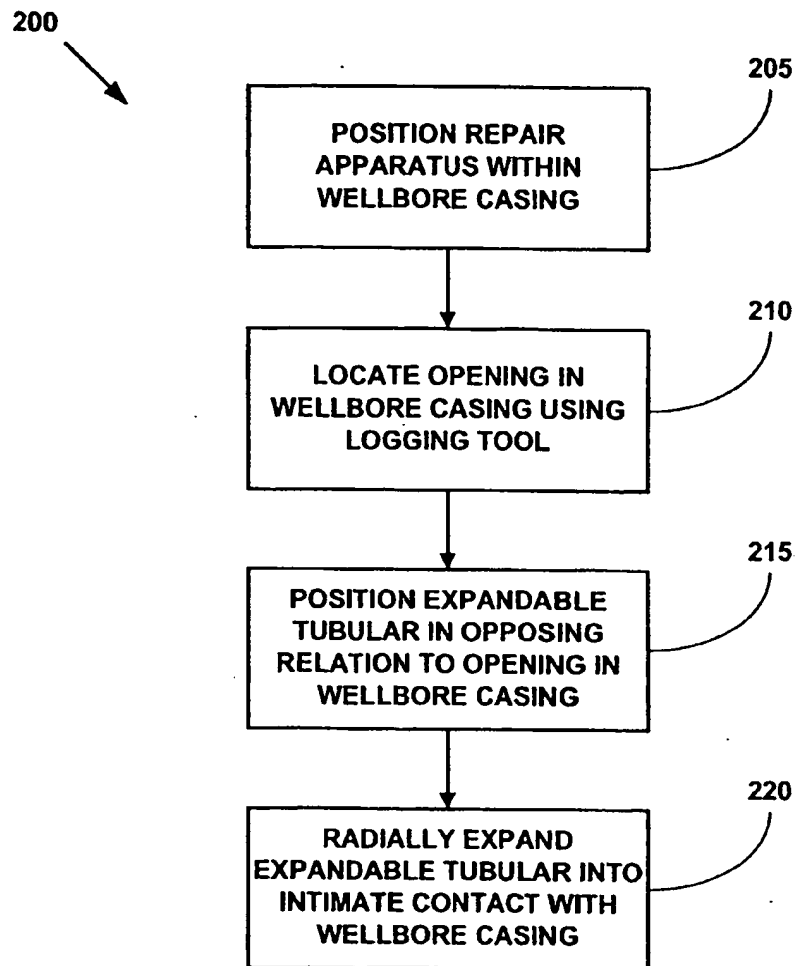 200
205
POSITION REPAIR
APPARATUS WITHIN
WELLBORE CASING
210
LOCATE OPENING IN
WELLBORE CASING USING
LOGGING TOOL
215
POSITION EXPANDABLE
TUBULAR IN OPPOSING
RELATION TO OPENING IN
WELLBORE CASING
220
RADIALLY EXPAND
EXPANDABLE TUBULAR INTO
INTIMATE CONTACT WITH
WELLBORE CASING